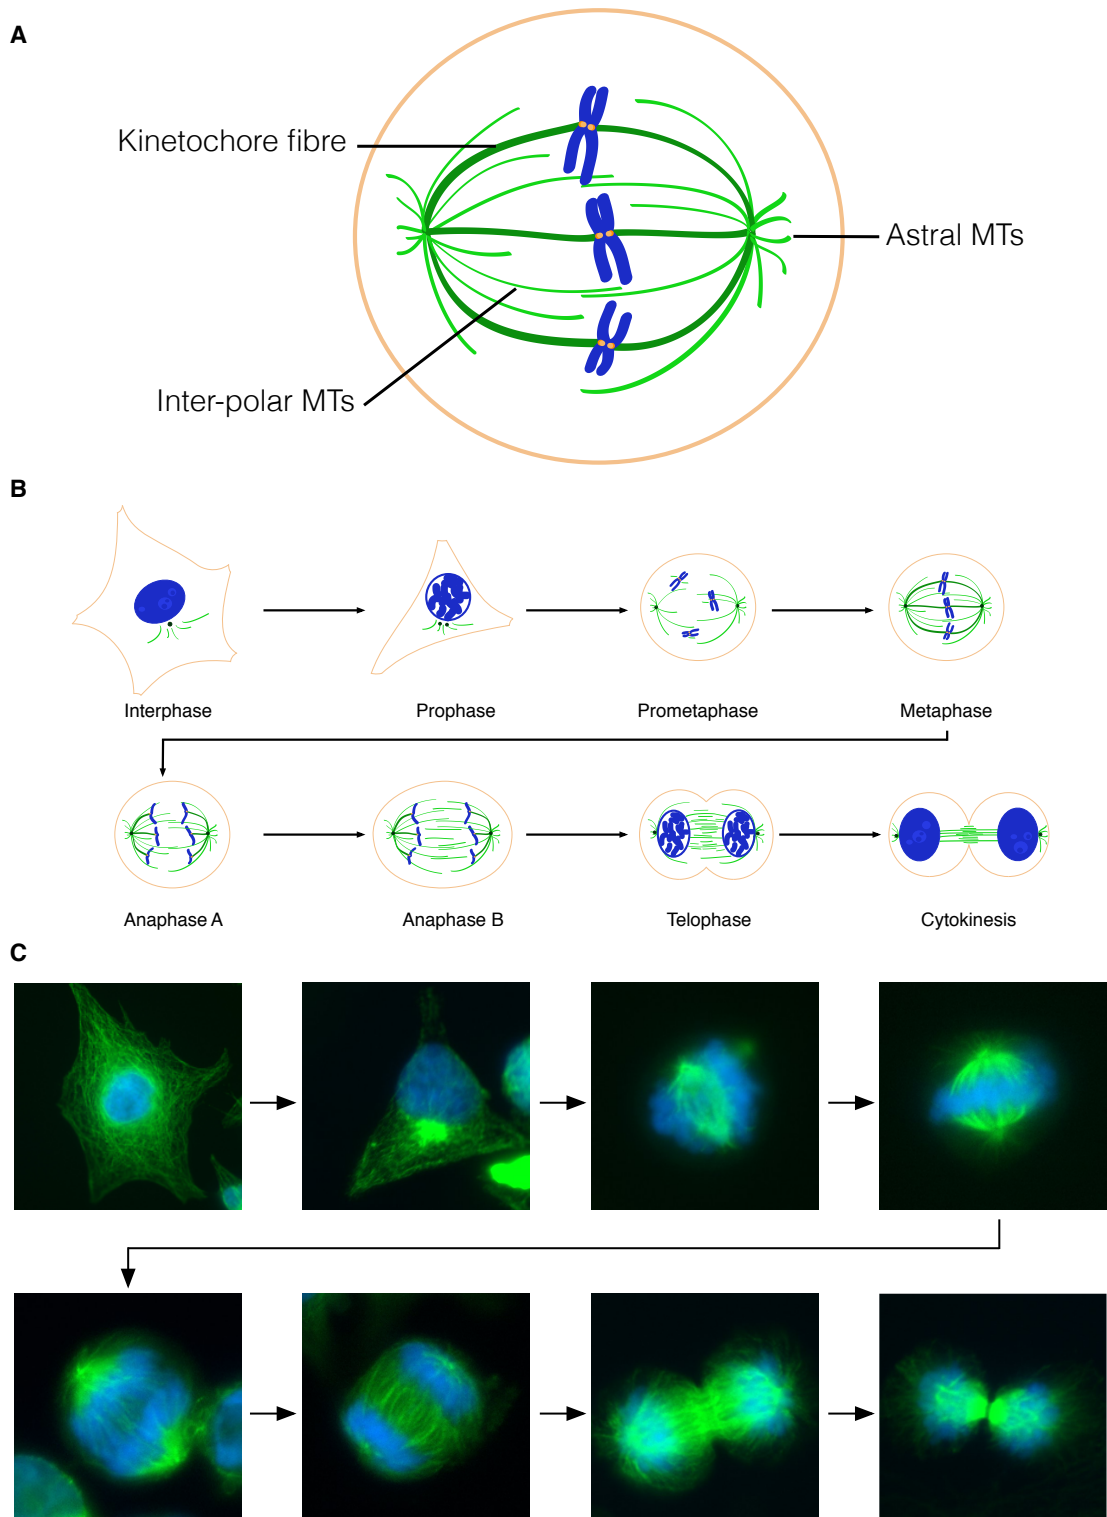 A
Kinetochore fibre
Astral MTs
Inter-polar MTs
B
Interphase
Prophase
Prometaphase
Metaphase
Anaphase A
Anaphase B
Telophase
Cytokinesis
C